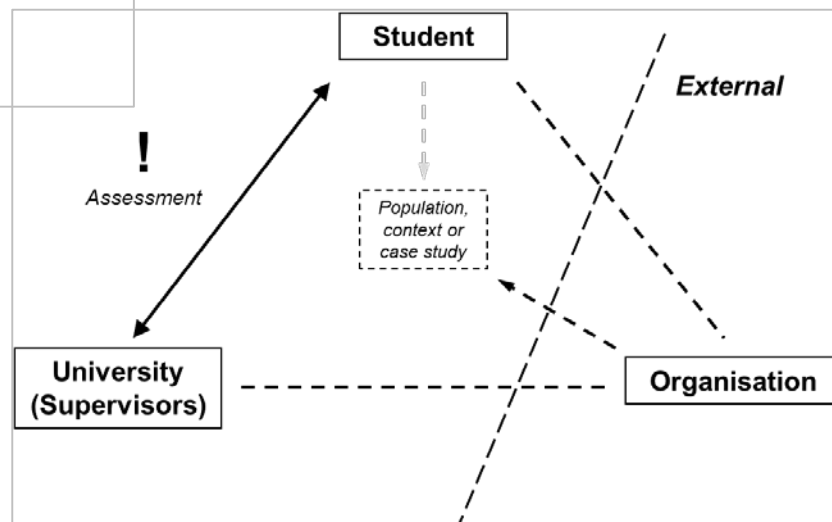 Student
External
!
Assessment
Population,
context or
case study
University
(Supervisors)
Organisation